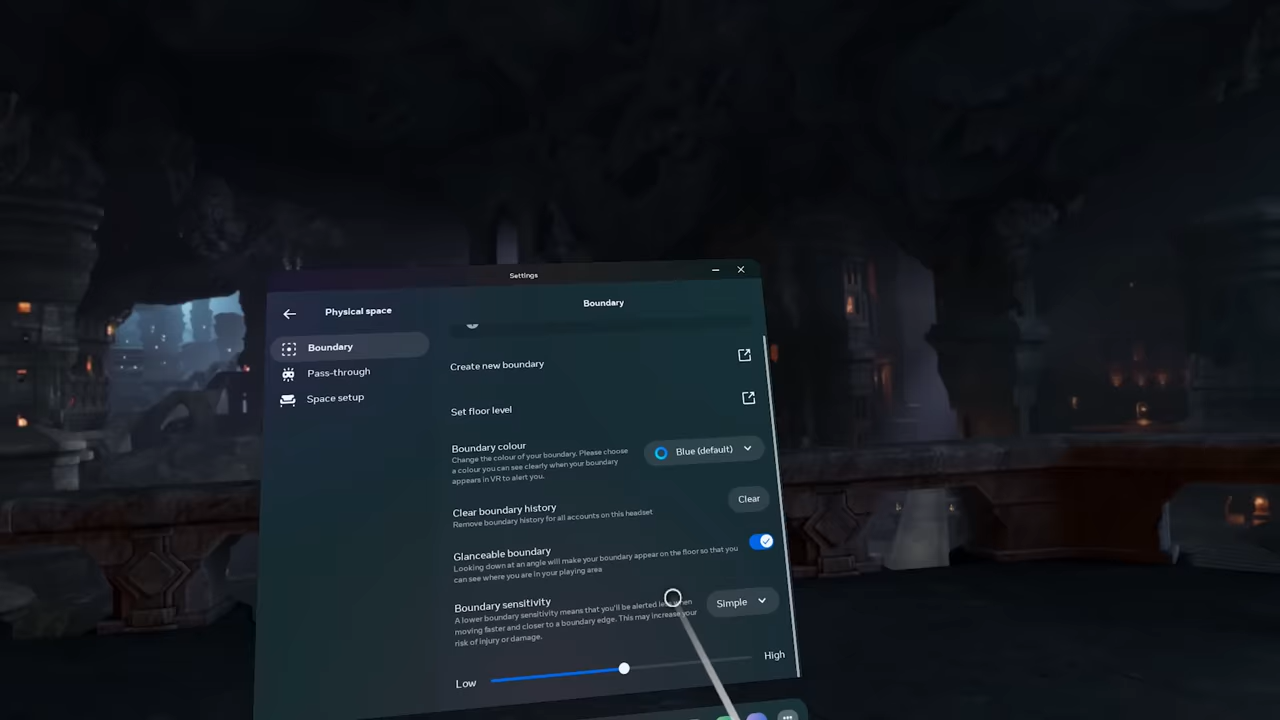 Settings
Physical space
Boundary
Boundary
Pass-through
Space setup
Create new boundary
Set floor level
Boundary colour
Change the colour of your boundary. Please choose
a colour you can see clearly when your boundary
appears in VR to alert you.
Blue (default)
Clear boundary history
Remove boundary history for all accounts on this headset
Clear
Glanceable boundary
Looking down at an angle will make your boundary appear on the floor so that you
can see where you are in your playing area
Boundary sensitivity
A lower boundary sensitivity means that you'll be alerted less when
moving faster and closer to a boundary edge. This may increase your
risk of injury or damage.
Simple
Low
High